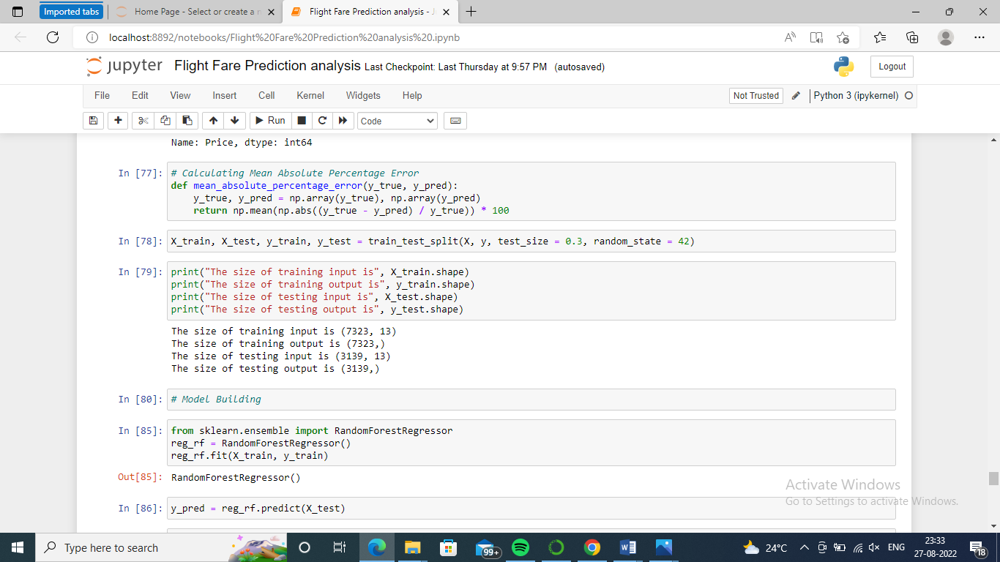 Imported tabs
Home Page - Select or create a n
Flight Fare Prediction analysis - J
localhost:8892/notebooks/Flight%20Fare%20Prediction%20analysis%20.ipynb
jupyter Flight Fare Prediction analysis Last Checkpoint: Last Thursday at 9:57 PM (autosaved)
Logout
File Edit View Insert Cell Kernel Widgets Help
Not Trusted Python 3 (ipykernel)
Run Code
Name: Price, dtype: int64
In [77]: # Calculating Mean Absolute Percentage Error
def mean_absolute_percentage_error(y_true, y_pred):
    y_true, y_pred = np.array(y_true), np.array(y_pred)
    return np.mean(np.abs((y_true - y_pred) / y_true)) * 100
In [78]: X_train, X_test, y_train, y_test = train_test_split(X, y, test_size = 0.3, random_state = 42)
In [79]: print("The size of training input is", X_train.shape)
print("The size of training output is", y_train.shape)
print("The size of testing input is", X_test.shape)
print("The size of testing output is", y_test.shape)
The size of training input is (7323, 13)
The size of training output is (7323,)
The size of testing input is (3139, 13)
The size of testing output is (3139,)
In [80]: # Model Building
In [85]: from sklearn.ensemble import RandomForestRegressor
reg_rf = RandomForestRegressor()
reg_rf.fit(X_train, y_train)
Out[85]: RandomForestRegressor()
In [86]: y_pred = reg_rf.predict(X_test)
Activate Windows
Go to Settings to activate Windows.
Type here to search
99+
24°C
ENG
23:33
27-08-2022
18